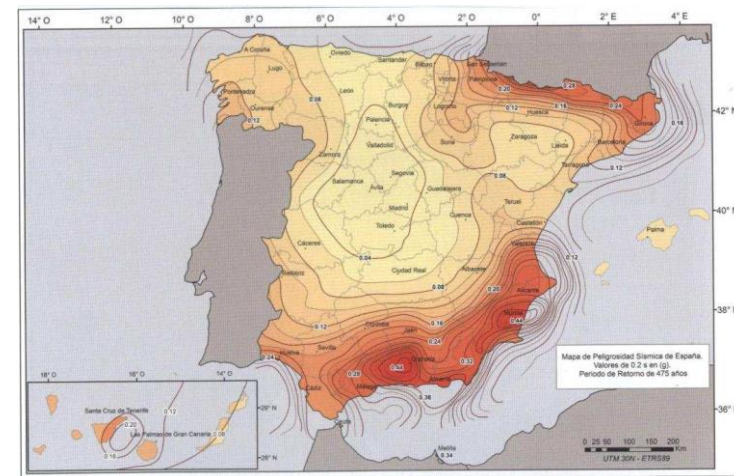 14° O 12° O 10° O 8° O 6° O 4° O 2° O 0° 2° E 4° E
A Coruña
Oviedo
Santander
Bilbao
San Sebastian
Lugo
Vitoria
Pamplona
0.20
0.28
León
Pontevedra
0.08
Burgos
Logroño
0.12
Huesca
0.16
0.24
42° N
Ourense
0.12
Palencia
Girona
0.16
Zamora
Valladolid
Soria
Zaragoza
Lleida
Barcelona
Tarragona
0.12
Salamanca
Segovia
0.08
Ávila
Guadalajara
Madrid
Teruel
40° N
Toledo
Cuenca
Castellón
Palma
Cáceres
Valencia
0.04
0.12
Badajoz
Ciudad Real
Albacete
0.08
0.20
Alicante
38° N
0.12
Córdoba
0.16
Murcia
0.44
Jaén
0.24
0.24
Huelva
Sevilla
Granada
0.32
0.28
Málaga
Almería
Cádiz
0.36
36° N
Ceuta
Melilla
0.34
Mapa de Peligrosidad Sísmica de España.
Valores de 0.2 s en (g).
Periodo de Retorno de 475 años
0 25 50 100 150 200
Km
UTM 30N - ETRS89
18° O 16° O 14° O
Santa Cruz de Tenerife
0.12
0.20
Las Palmas de Gran Canaria
0.08
0.16
28° N
26° N